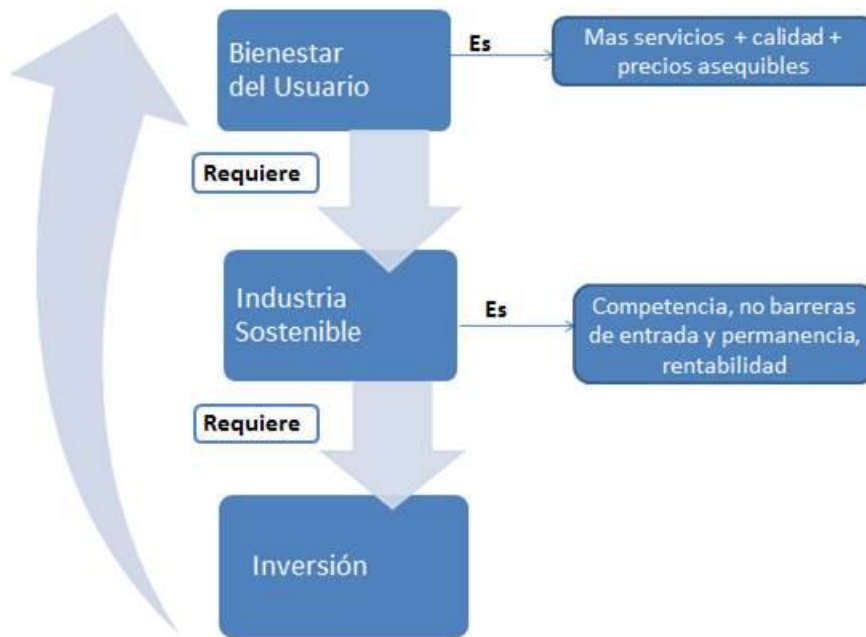 Bienestar
del Usuario
Es
Mas servicios + calidad +
precios asequibles
Requiere
Industria
Sostenible
Es
Competencia, no barreras
de entrada y permanencia,
rentabilidad
Requiere
Inversión